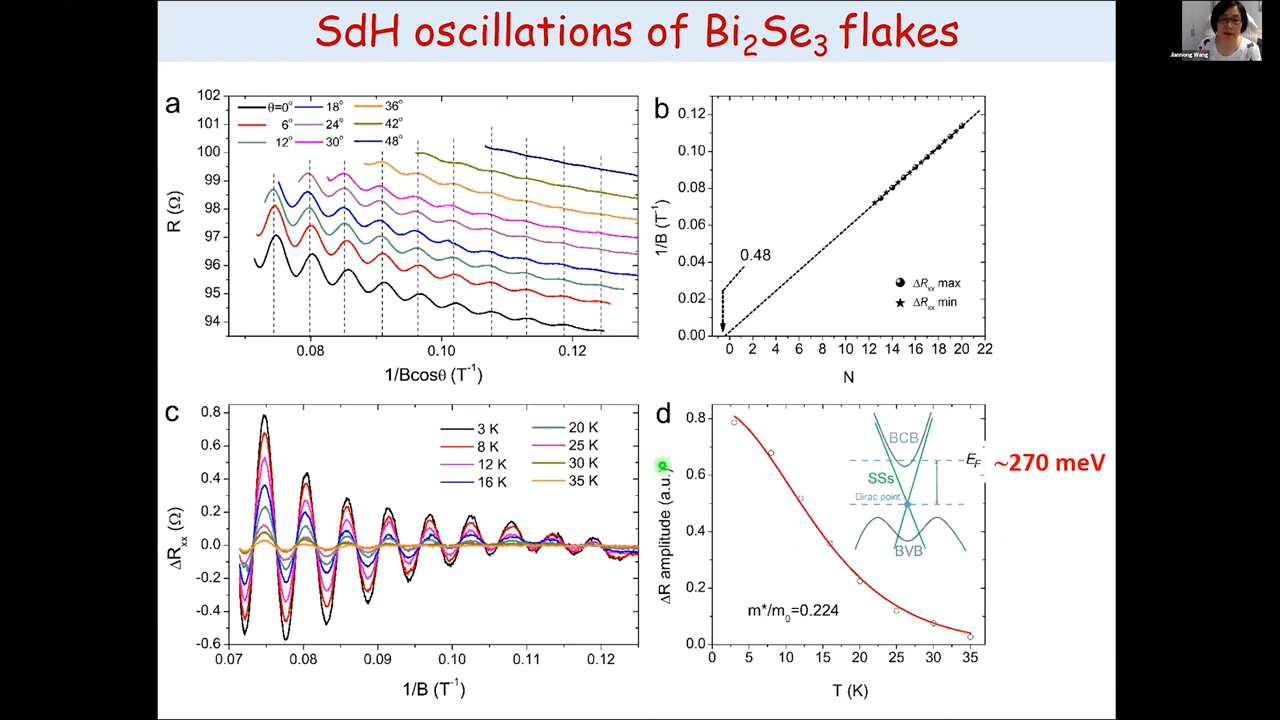 SdH oscillations of Bi₂Se₃ flakes
Jiannong Wang
a
102
101
100
99
98
97
96
95
94
R (Ω)
θ=0° 18° 36°
6° 24° 42°
12° 30° 48°
0.08 0.10 0.12
1/Bcosθ (T⁻¹)
b
0.12
0.10
0.08
0.06
0.04
0.02
0.00
1/B (T⁻¹)
0.48
ΔRxx max
ΔRxx min
0 2 4 6 8 10 12 14 16 18 20 22
N
c
0.8
0.6
0.4
0.2
0.0
-0.2
-0.4
-0.6
ΔRxx (Ω)
3 K 20 K
8 K 25 K
12 K 30 K
16 K 35 K
0.07 0.08 0.09 0.10 0.11 0.12
1/B (T⁻¹)
d
0.8
0.6
0.4
0.2
0.0
ΔR amplitude (a.u.)
BCB
EF ~270 meV
SSs
Dirac point
BVB
m*/m₀=0.224
0 5 10 15 20 25 30 35
T (K)